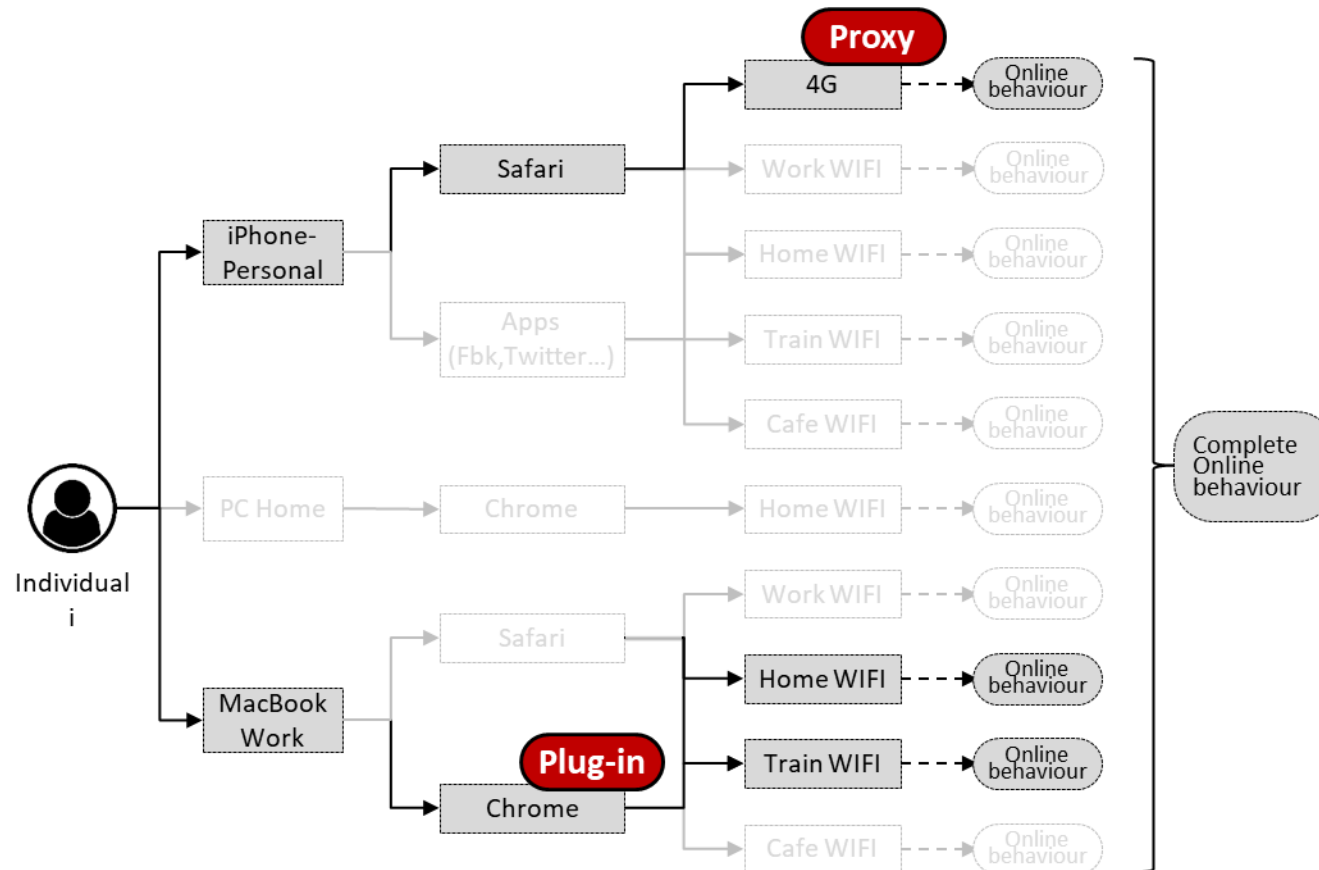 Proxy
4G
Online
behaviour
Safari
Work WIFI
Online
behaviour
iPhone-
Personal
Home WIFI
Online
behaviour
Apps
(Fbk,Twitter...)
Train WIFI
Online
behaviour
Cafe WIFI
Online
behaviour
Complete
Online
behaviour
PC Home
Chrome
Home WIFI
Online
behaviour
Individual
i
Work WIFI
Online
behaviour
Safari
Home WIFI
Online
behaviour
MacBook
Work
Plug-in
Train WIFI
Online
behaviour
Chrome
Cafe WIFI
Online
behaviour